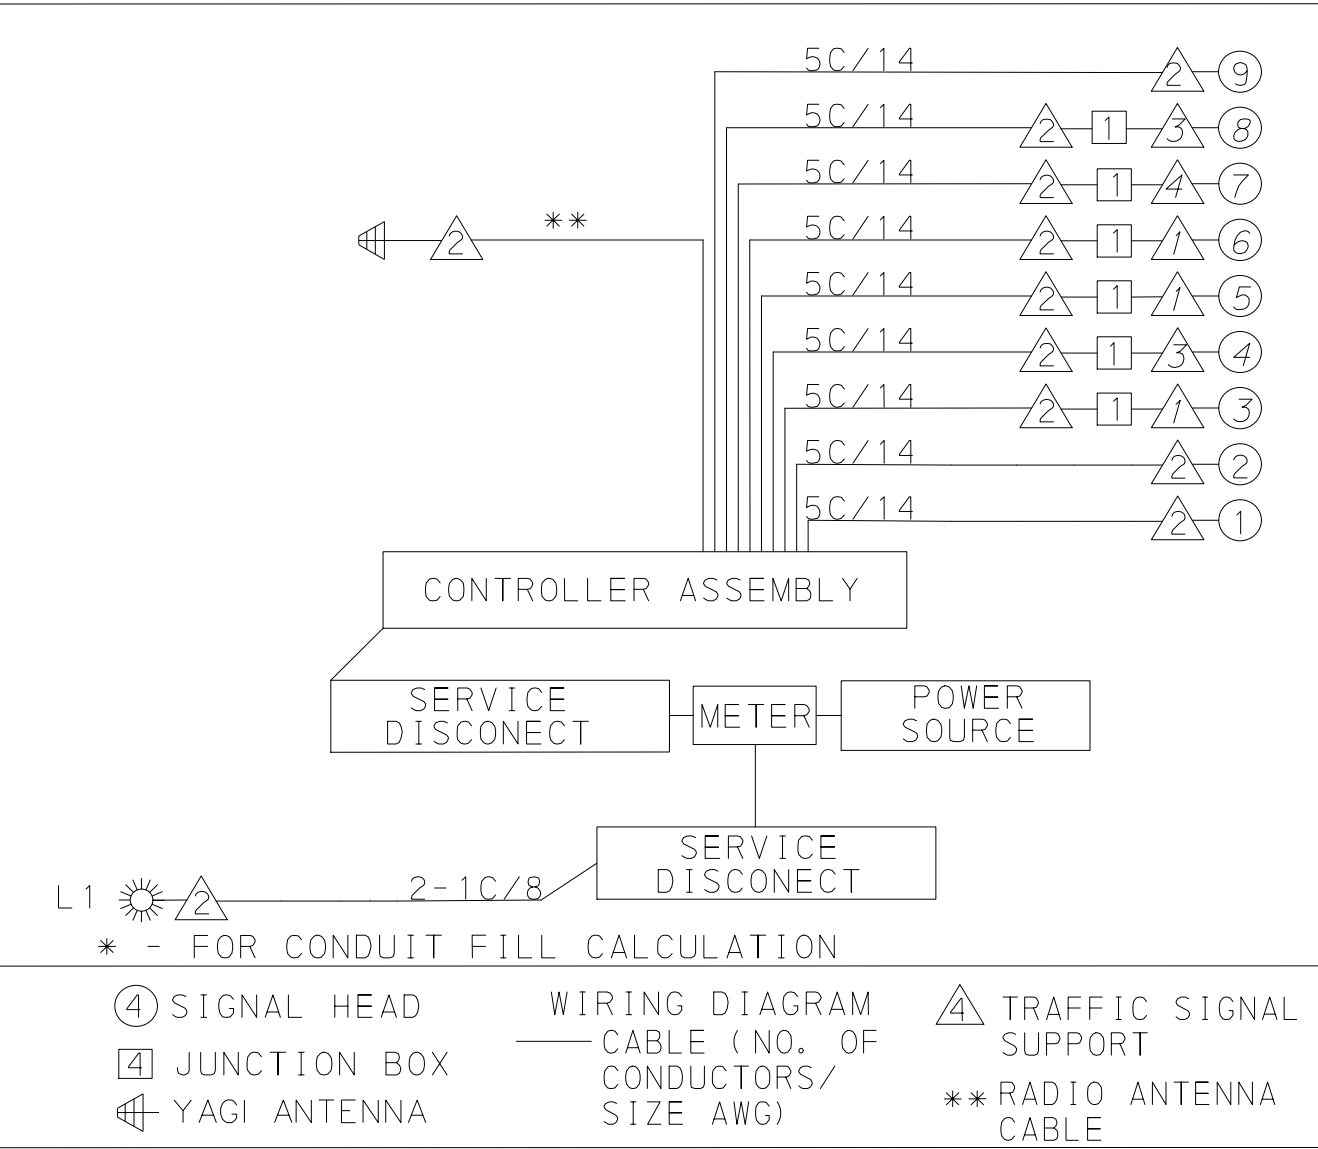 5C/14 2 9
5C/14 2 1 3 8
5C/14 2 1 4 7
** 2 5C/14 2 1 1 6
5C/14 2 1 1 5
5C/14 2 1 3 4
5C/14 2 1 1 3
5C/14 2 2
5C/14 2 1
CONTROLLER ASSEMBLY
SERVICE
DISCONECT
METER
POWER
SOURCE
SERVICE
DISCONECT
L1 2 2-1C/8
* - FOR CONDUIT FILL CALCULATION
4 SIGNAL HEAD
4 JUNCTION BOX
YAGI ANTENNA
WIRING DIAGRAM
CABLE (NO. OF
CONDUCTORS/
SIZE AWG)
4 TRAFFIC SIGNAL
SUPPORT
** RADIO ANTENNA
CABLE